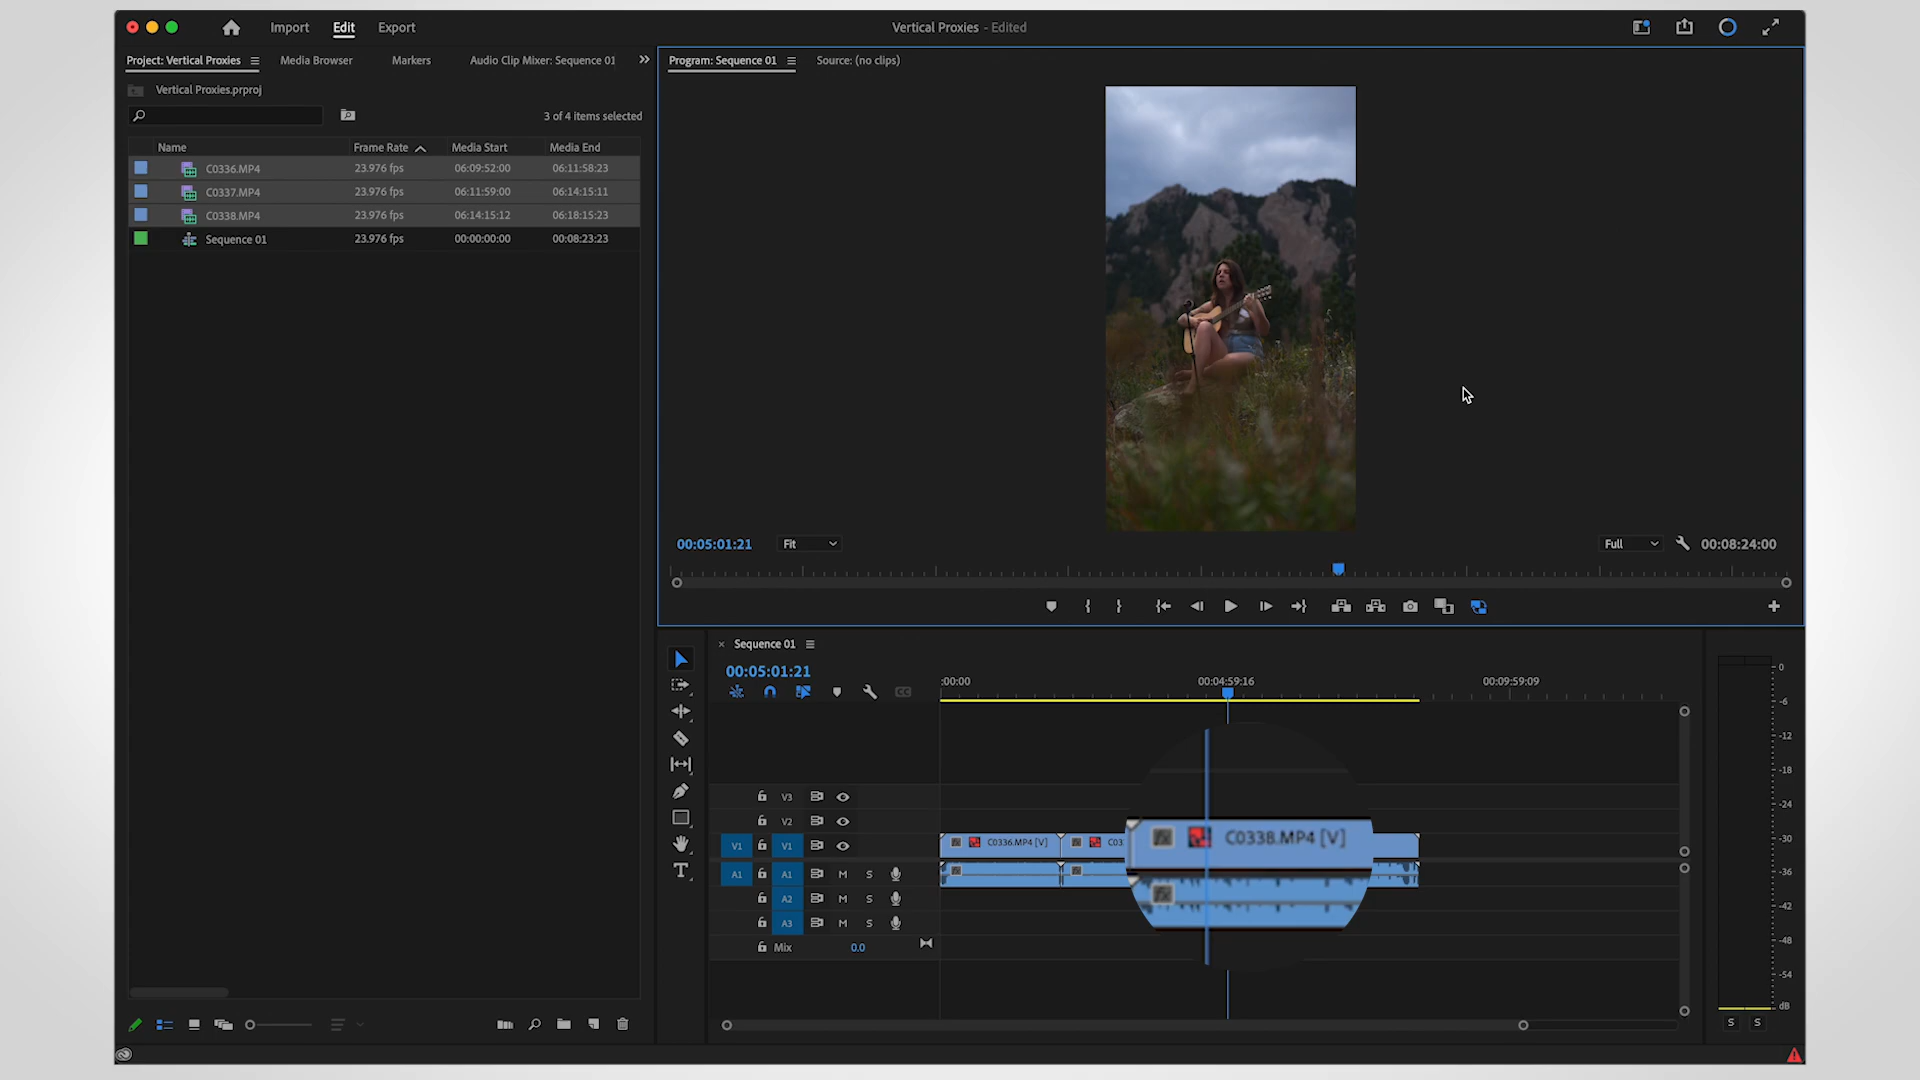 Import Edit Export Vertical Proxies - Edited
Project: Vertical Proxies Media Browser Markers Audio Clip Mixer: Sequence 01
Program: Sequence 01 Source: (no clips)
Vertical Proxies.prproj
3 of 4 items selected
Name Frame Rate Media Start Media End
C0336.MP4 23.976 fps 06:09:52:00 06:11:58:23
C0337.MP4 23.976 fps 06:11:59:00 06:14:15:11
C0338.MP4 23.976 fps 06:14:15:12 06:18:15:23
Sequence 01 23.976 fps 00:00:00:00 00:08:23:23
00:05:01:21 Fit Full 00:08:24:00
Sequence 01
00:05:01:21
:00:00 00:04:59:16 00:09:59:09
V3
V2
V1 V1 C0336.MP4 [V] C03 C0338.MP4 [V]
fx fx fx
A1 A1 M S
fx fx fx
A2 M S
A3 M S
Mix 0.0
0
-6
-12
-18
-24
-30
-36
-42
-48
-54
dB
S S
CC